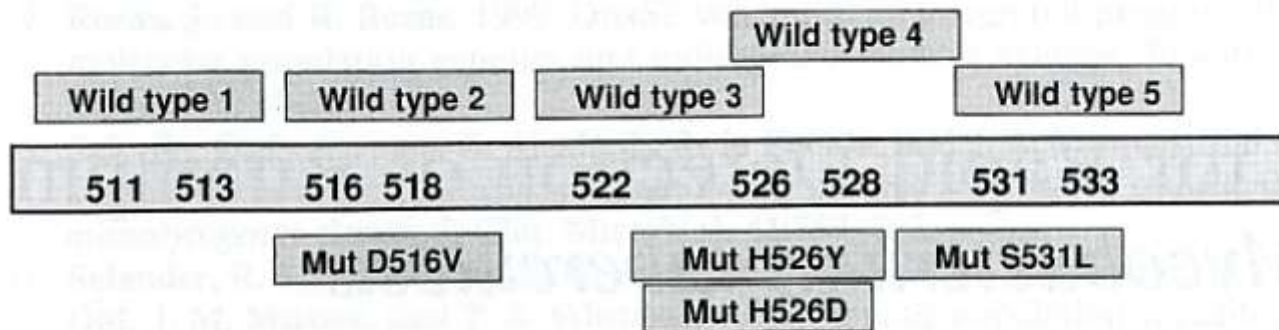 Wild type 4
Wild type 1 Wild type 2 Wild type 3 Wild type 5
511 513 516 518 522 526 528 531 533
Mut D516V Mut H526Y Mut S531L
Mut H526D